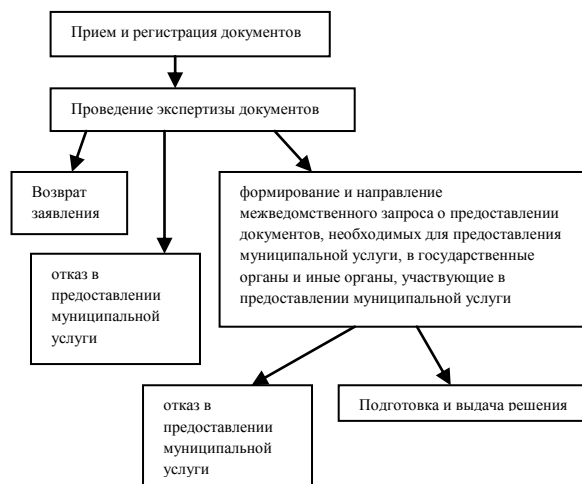 Прием и регистрация документов
Проведение экспертизы документов
Возврат
заявления
формирование и направление
межведомственного запроса о предоставлении
документов, необходимых для предоставления
муниципальной услуги, в государственные
органы и иные органы, участвующие в
предоставлении муниципальной услуги
отказ в
предоставлении
муниципальной
услуги
отказ в
предоставлении
муниципальной
услуги
Подготовка и выдача решения